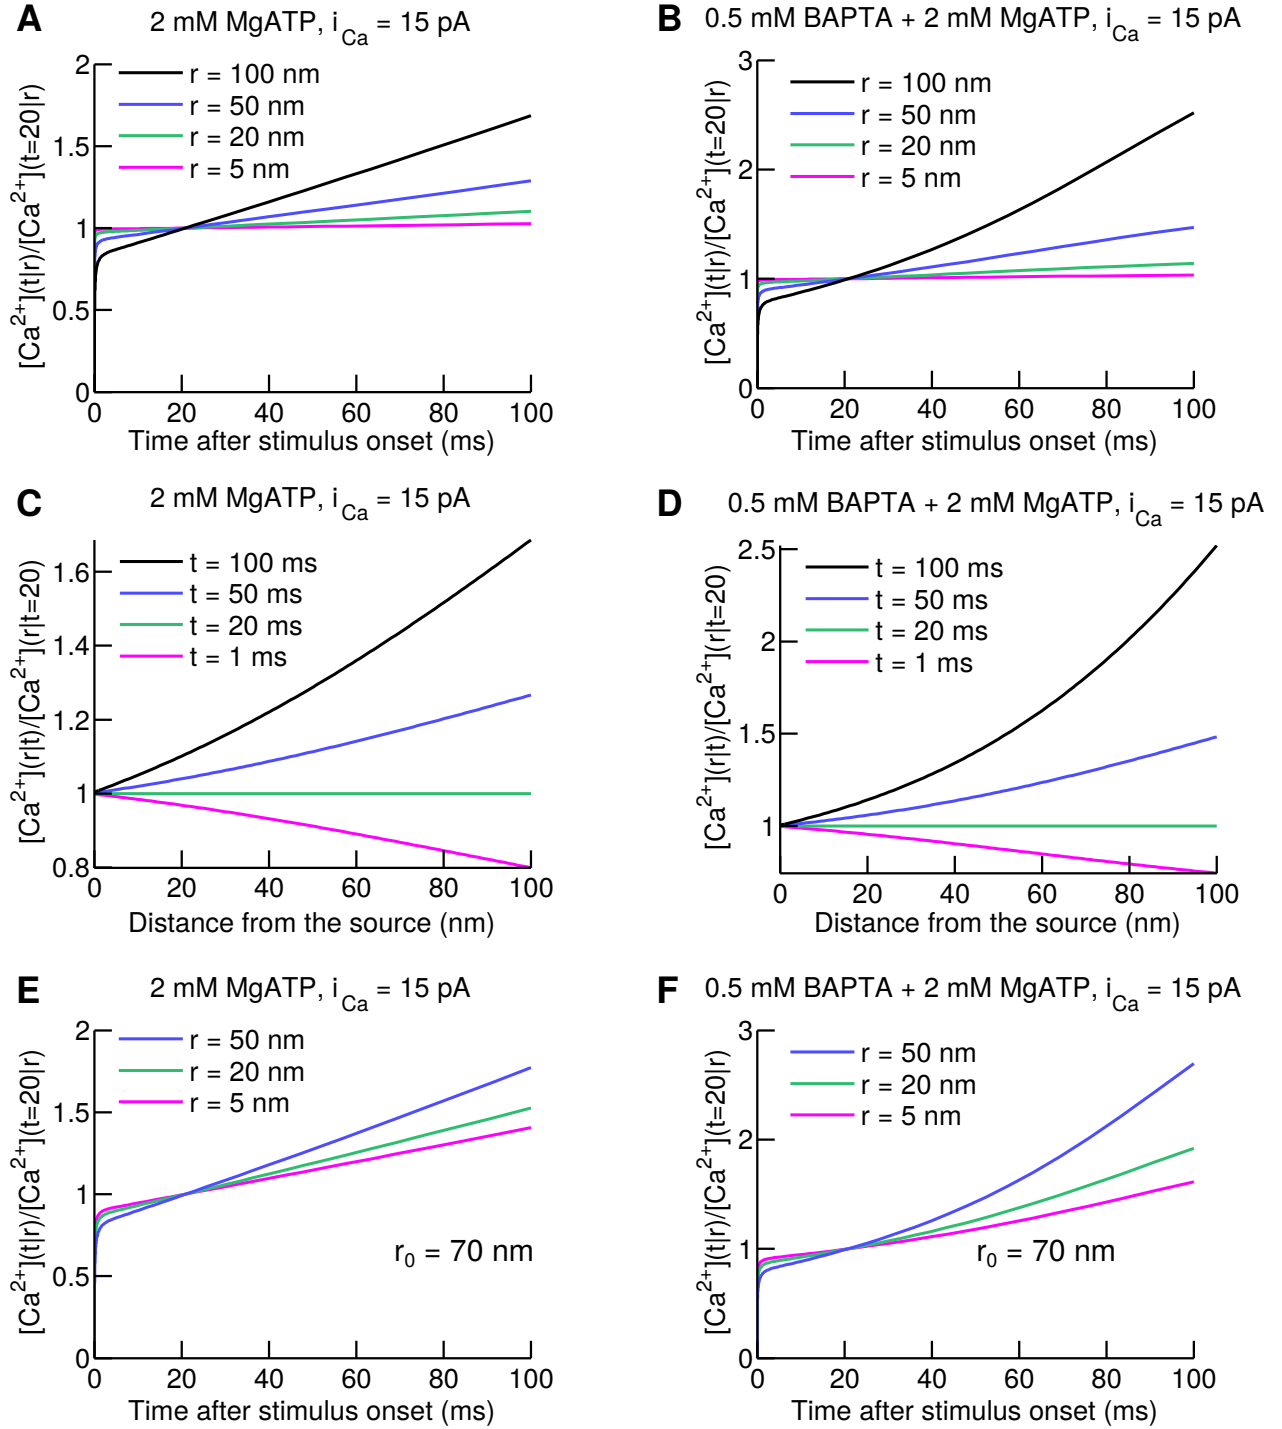 A
2 mM MgATP, i_Ca = 15 pA
[Ca2+](t|r)/[Ca2+](t=20|r)
2
1.5
1
0.5
0
r = 100 nm
r = 50 nm
r = 20 nm
r = 5 nm
0 20 40 60 80 100
Time after stimulus onset (ms)
B
0.5 mM BAPTA + 2 mM MgATP, i_Ca = 15 pA
[Ca2+](t|r)/[Ca2+](t=20|r)
3
2
1
0
r = 100 nm
r = 50 nm
r = 20 nm
r = 5 nm
0 20 40 60 80 100
Time after stimulus onset (ms)
C
2 mM MgATP, i_Ca = 15 pA
[Ca2+](r|t)/[Ca2+](r|t=20)
1.6
1.4
1.2
1
0.8
t = 100 ms
t = 50 ms
t = 20 ms
t = 1 ms
0 20 40 60 80 100
Distance from the source (nm)
D
0.5 mM BAPTA + 2 mM MgATP, i_Ca = 15 pA
[Ca2+](r|t)/[Ca2+](r|t=20)
2.5
2
1.5
1
t = 100 ms
t = 50 ms
t = 20 ms
t = 1 ms
0 20 40 60 80 100
Distance from the source (nm)
E
2 mM MgATP, i_Ca = 15 pA
[Ca2+](t|r)/[Ca2+](t=20|r)
2
1.5
1
0.5
0
r = 50 nm
r = 20 nm
r = 5 nm
r0 = 70 nm
0 20 40 60 80 100
Time after stimulus onset (ms)
F
0.5 mM BAPTA + 2 mM MgATP, i_Ca = 15 pA
[Ca2+](t|r)/[Ca2+](t=20|r)
3
2
1
0
r = 50 nm
r = 20 nm
r = 5 nm
r0 = 70 nm
0 20 40 60 80 100
Time after stimulus onset (ms)